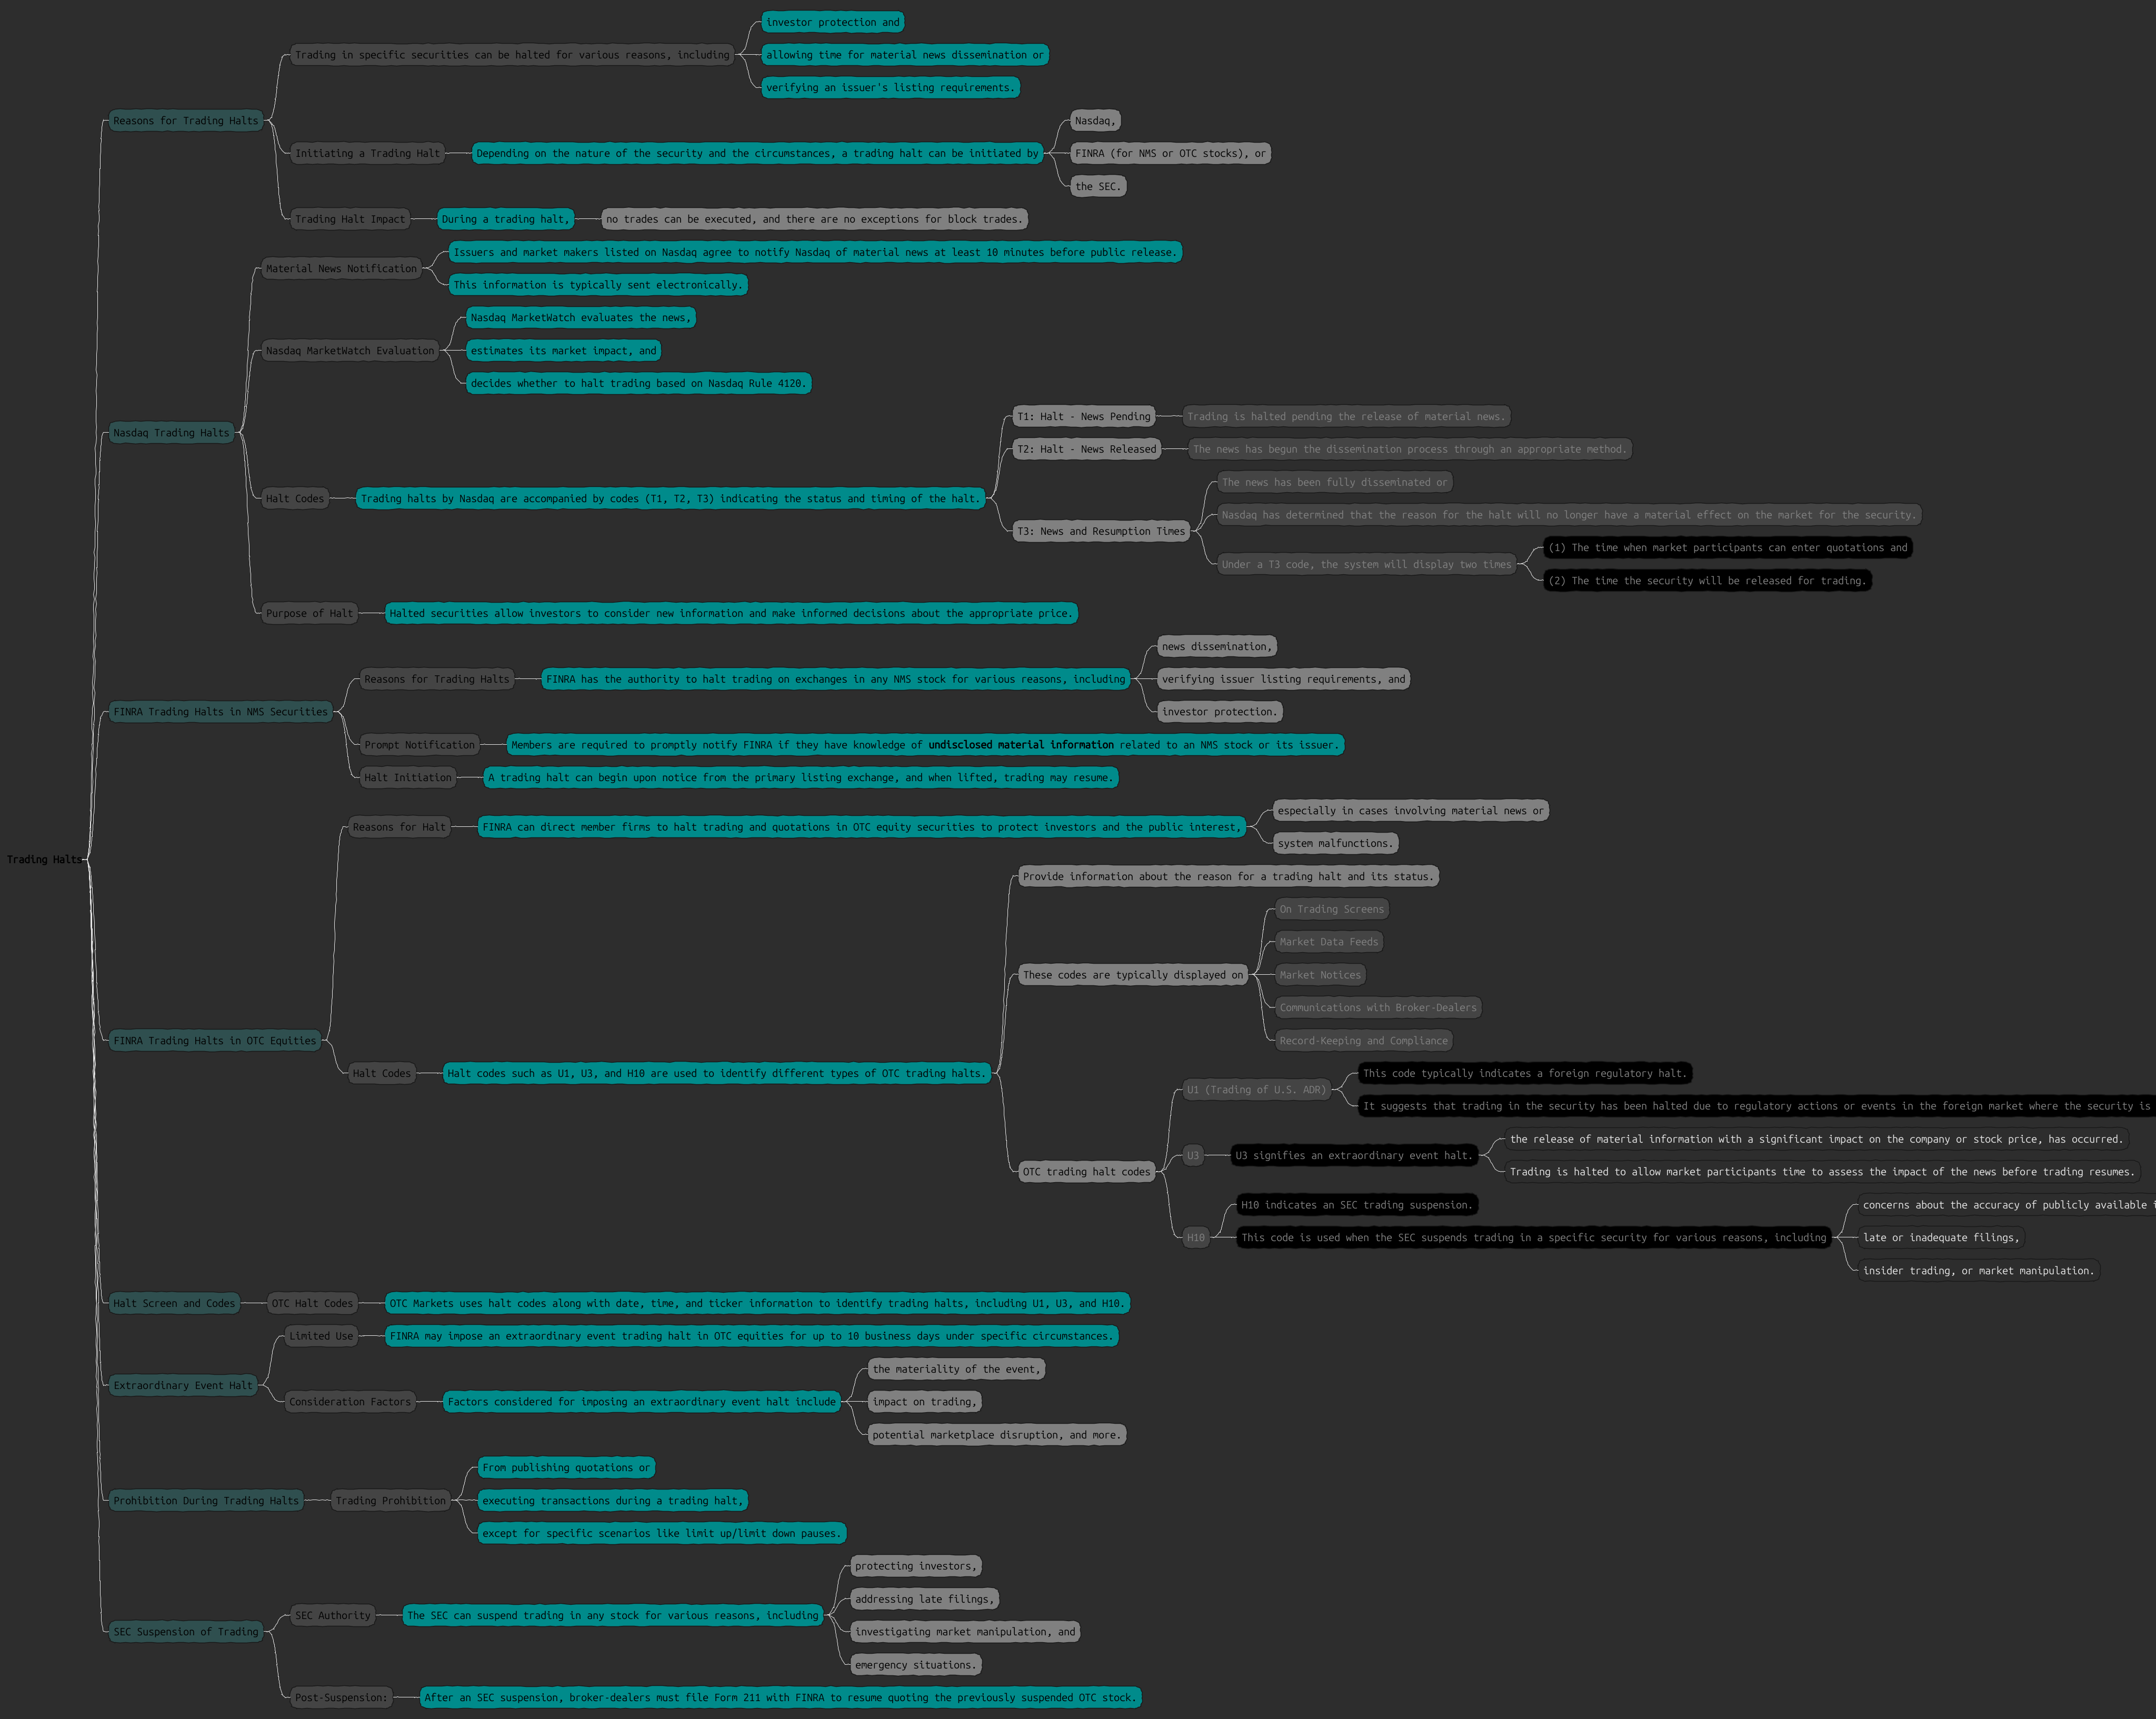 Trading Halts
Reasons for Trading Halts
Trading in specific securities can be halted for various reasons, including
investor protection and
allowing time for material news dissemination or
verifying an issuer's listing requirements.
Initiating a Trading Halt
Depending on the nature of the security and the circumstances, a trading halt can be initiated by
Nasdaq,
FINRA (for NMS or OTC stocks), or
the SEC.
Trading Halt Impact
During a trading halt,
no trades can be executed, and there are no exceptions for block trades.
Nasdaq Trading Halts
Material News Notification
Issuers and market makers listed on Nasdaq agree to notify Nasdaq of material news at least 10 minutes before public release.
This information is typically sent electronically.
Nasdaq MarketWatch Evaluation
Nasdaq MarketWatch evaluates the news,
estimates its market impact, and
decides whether to halt trading based on Nasdaq Rule 4120.
Halt Codes
Trading halts by Nasdaq are accompanied by codes (T1, T2, T3) indicating the status and timing of the halt.
T1: Halt - News Pending
Trading is halted pending the release of material news.
T2: Halt - News Released
The news has begun the dissemination process through an appropriate method.
T3: News and Resumption Times
The news has been fully disseminated or
Nasdaq has determined that the reason for the halt will no longer have a material effect on the market for the security.
Under a T3 code, the system will display two times
(1) The time when market participants can enter quotations and
(2) The time the security will be released for trading.
Purpose of Halt
Halted securities allow investors to consider new information and make informed decisions about the appropriate price.
FINRA Trading Halts in NMS Securities
Reasons for Trading Halts
FINRA has the authority to halt trading on exchanges in any NMS stock for various reasons, including
news dissemination,
verifying issuer listing requirements, and
investor protection.
Prompt Notification
Members are required to promptly notify FINRA if they have knowledge of undisclosed material information related to an NMS stock or its issuer.
Halt Initiation
A trading halt can begin upon notice from the primary listing exchange, and when lifted, trading may resume.
FINRA Trading Halts in OTC Equities
Reasons for Halt
FINRA can direct member firms to halt trading and quotations in OTC equity securities to protect investors and the public interest,
especially in cases involving material news or
system malfunctions.
Halt Codes
Halt codes such as U1, U3, and H10 are used to identify different types of OTC trading halts.
Provide information about the reason for a trading halt and its status.
These codes are typically displayed on
On Trading Screens
Market Data Feeds
Market Notices
Communications with Broker-Dealers
Record-Keeping and Compliance
OTC trading halt codes
U1 (Trading of U.S. ADR)
This code typically indicates a foreign regulatory halt.
It suggests that trading in the security has been halted due to regulatory actions or events in the foreign market where the security is
U3
U3 signifies an extraordinary event halt.
the release of material information with a significant impact on the company or stock price, has occurred.
Trading is halted to allow market participants time to assess the impact of the news before trading resumes.
H10
H10 indicates an SEC trading suspension.
This code is used when the SEC suspends trading in a specific security for various reasons, including
concerns about the accuracy of publicly available
late or inadequate filings,
insider trading, or market manipulation.
Halt Screen and Codes
OTC Halt Codes
OTC Markets uses halt codes along with date, time, and ticker information to identify trading halts, including U1, U3, and H10.
Extraordinary Event Halt
Limited Use
FINRA may impose an extraordinary event trading halt in OTC equities for up to 10 business days under specific circumstances.
Consideration Factors
Factors considered for imposing an extraordinary event halt include
the materiality of the event,
impact on trading,
potential marketplace disruption, and more.
Prohibition During Trading Halts
Trading Prohibition
From publishing quotations or
executing transactions during a trading halt,
except for specific scenarios like limit up/limit down pauses.
SEC Suspension of Trading
SEC Authority
The SEC can suspend trading in any stock for various reasons, including
protecting investors,
addressing late filings,
investigating market manipulation, and
emergency situations.
Post-Suspension:
After an SEC suspension, broker-dealers must file Form 211 with FINRA to resume quoting the previously suspended OTC stock.